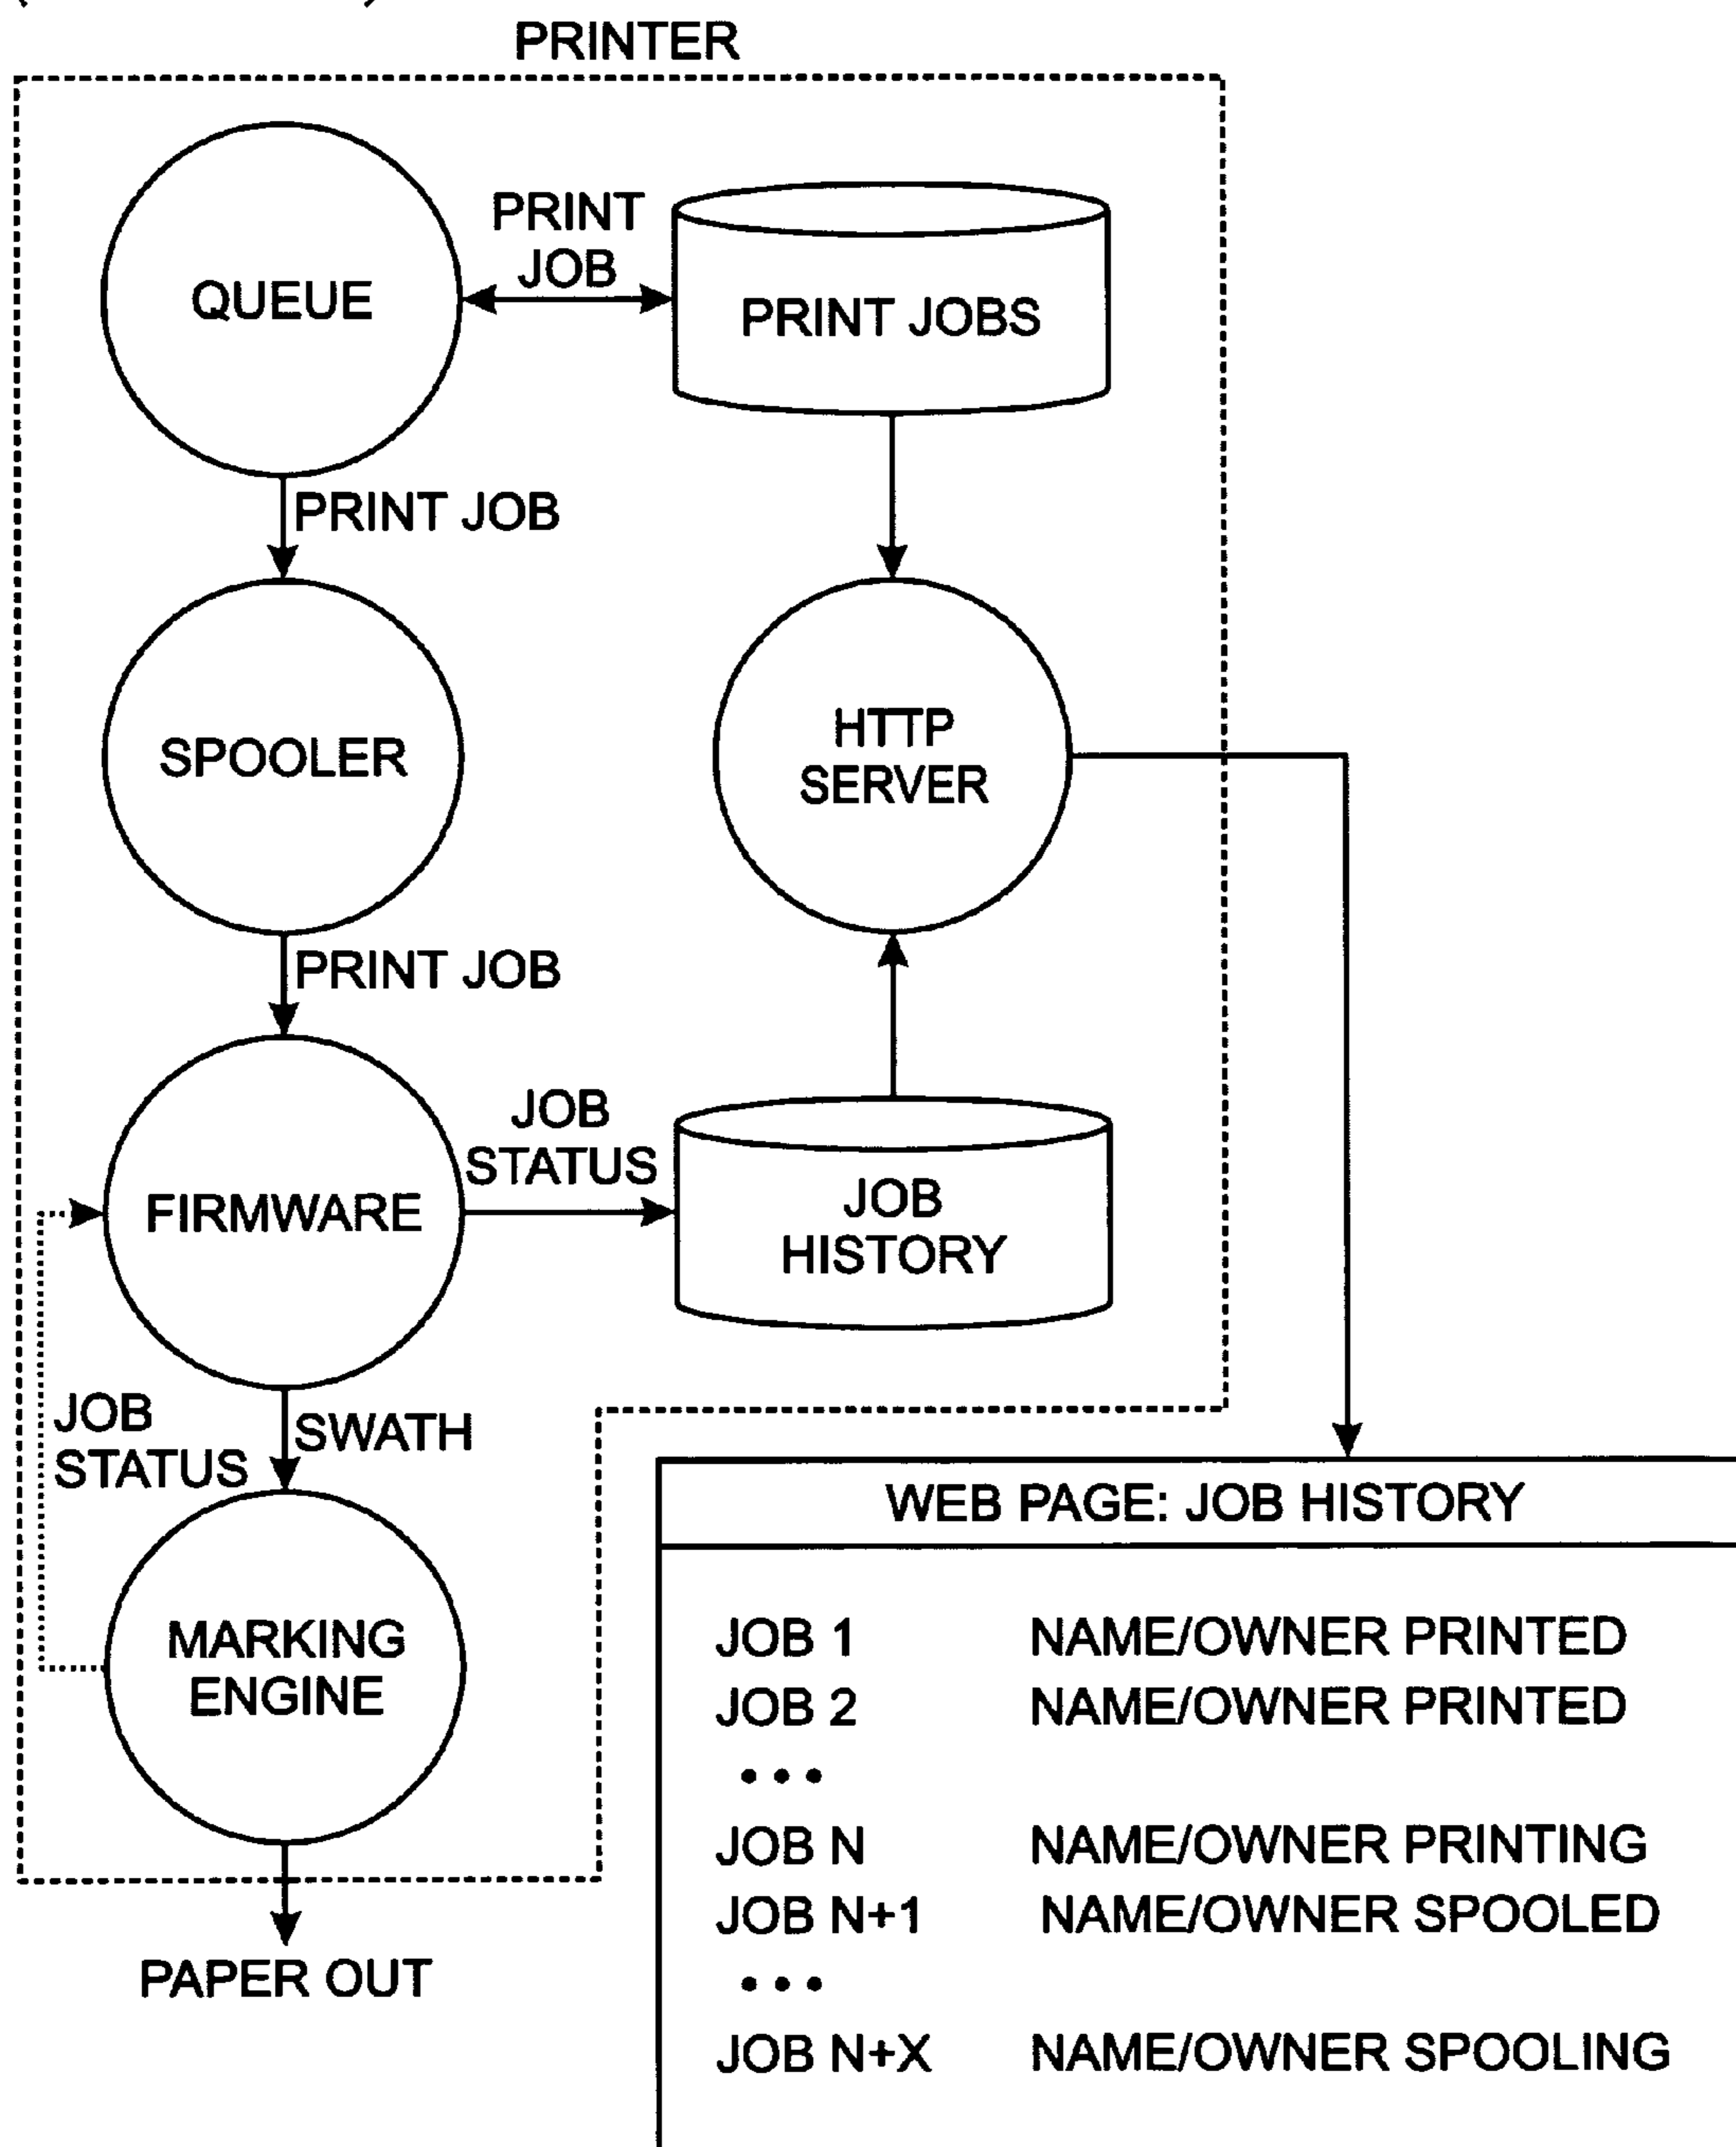 PRINTER
PRINT
JOB
QUEUE
PRINT JOBS
PRINT JOB
SPOOLER
HTTP
SERVER
PRINT JOB
FIRMWARE
JOB
STATUS
JOB
HISTORY
JOB
STATUS
SWATH
MARKING
ENGINE
PAPER OUT
WEB PAGE: JOB HISTORY
JOB 1 NAME/OWNER PRINTED
JOB 2 NAME/OWNER PRINTED
• • •
JOB N NAME/OWNER PRINTING
JOB N+1 NAME/OWNER SPOOLED
• • •
JOB N+X NAME/OWNER SPOOLING